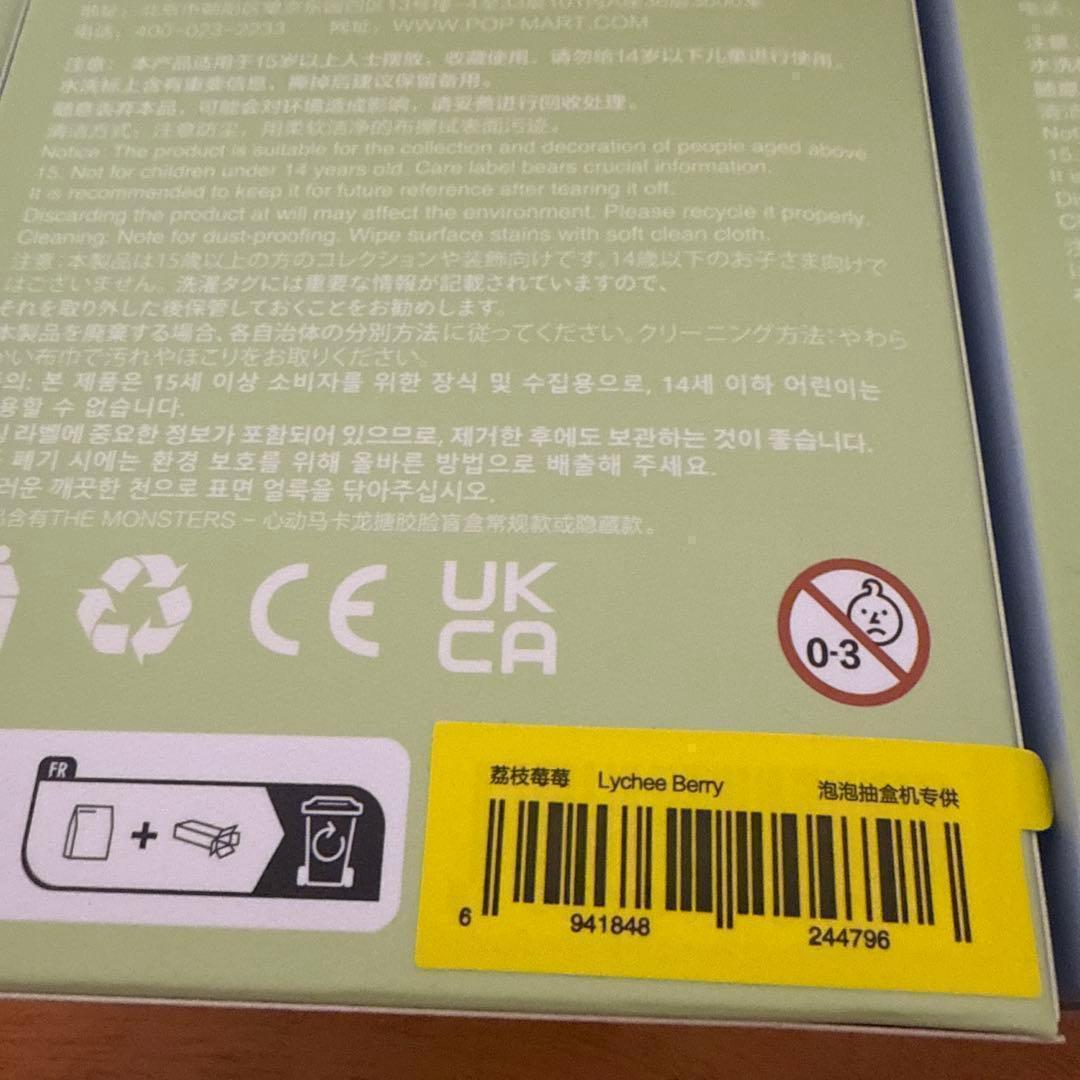 电话：400-023-2233 网址：WWW.POP MART.COM
注意： 本产品适用于15岁以上人士摆放，收藏使用。请勿给14岁以下儿童进行使用。
水洗标上含有重要信息，撕掉后建议保留备用。
随意丢弃本品，可能会对环境造成影响，请妥善进行回收处理。
清洁方式：注意防尘，用柔软洁净的布擦拭表面污迹。
Notice: The product is suitable for the collection and decoration of people aged above
15. Not for children under 14 years old. Care label bears crucial information.
It is recommended to keep it for future reference after tearing it off.
Discarding the product at will may affect the environment. Please recycle it properly.
Cleaning: Note for dust-proofing. Wipe surface stains with soft clean cloth.
注意：本製品は15歳以上の方のコレクションや装飾向けです。14歳以下のお子さま向けで
はございません。洗濯タグには重要な情報が記載されていますので、
それを取り外した後保管しておくことをお勧めします。
本製品を廃棄する場合、各自治体の分別方法に従ってください。クリーニング方法：やわら
かい布巾で汚れやほこりをお取りください。
의: 본 제품은 15세 이상 소비자를 위한 장식 및 수집용으로, 14세 이하 어린이는
용할 수 없습니다.
라벨에 중요한 정보가 포함되어 있으므로, 제거한 후에도 보관하는 것이 좋습니다.
폐기 시에는 환경 보호를 위해 올바른 방법으로 배출해 주세요.
러운 깨끗한 천으로 표면 얼룩을 닦아주십시오.
品含有THE MONSTERS – 心动马卡龙搪胶脸盲盒常规款或隐藏款。
CE
UK
CA
0-3
FR
荔枝莓莓 Lychee Berry 泡泡抽盒机专供
6 941848 244796